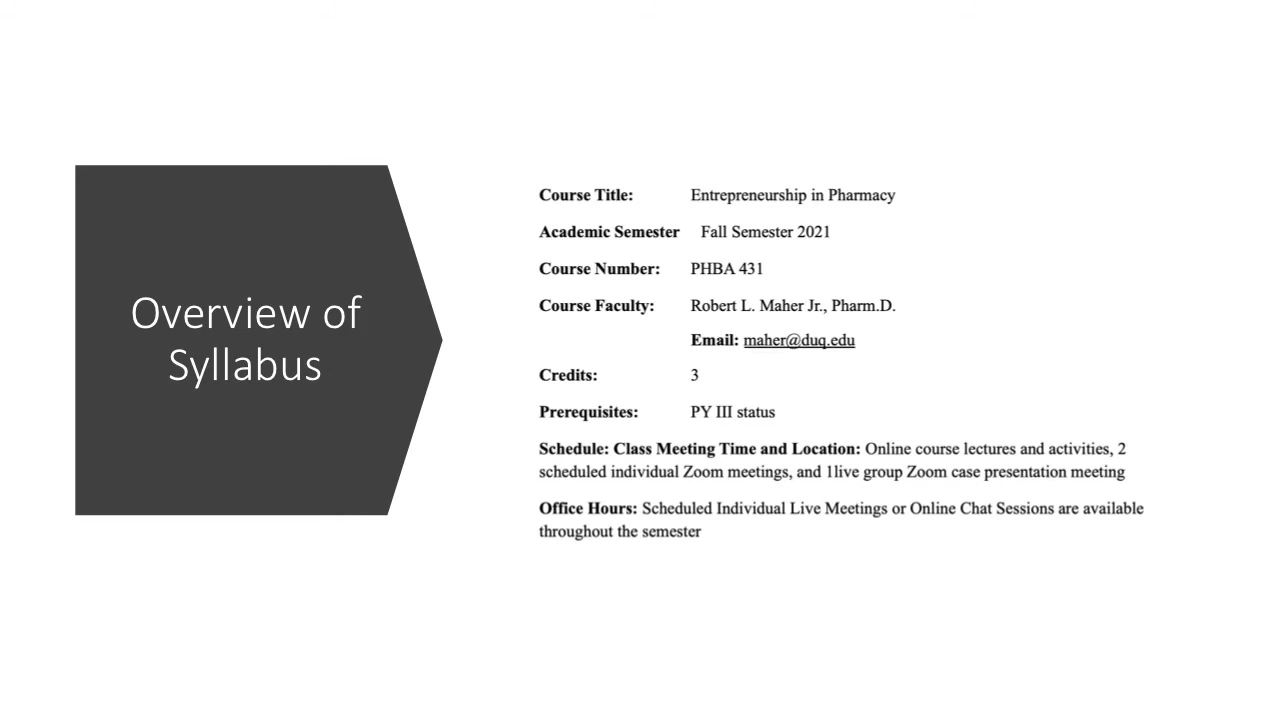 Overview of
Syllabus
Course Title: Entrepreneurship in Pharmacy
Academic Semester Fall Semester 2021
Course Number: PHBA 431
Course Faculty: Robert L. Maher Jr., Pharm.D.
Email: maher@duq.edu
Credits: 3
Prerequisites: PY III status
Schedule: Class Meeting Time and Location: Online course lectures and activities, 2
scheduled individual Zoom meetings, and 1live group Zoom case presentation meeting
Office Hours: Scheduled Individual Live Meetings or Online Chat Sessions are available
throughout the semester